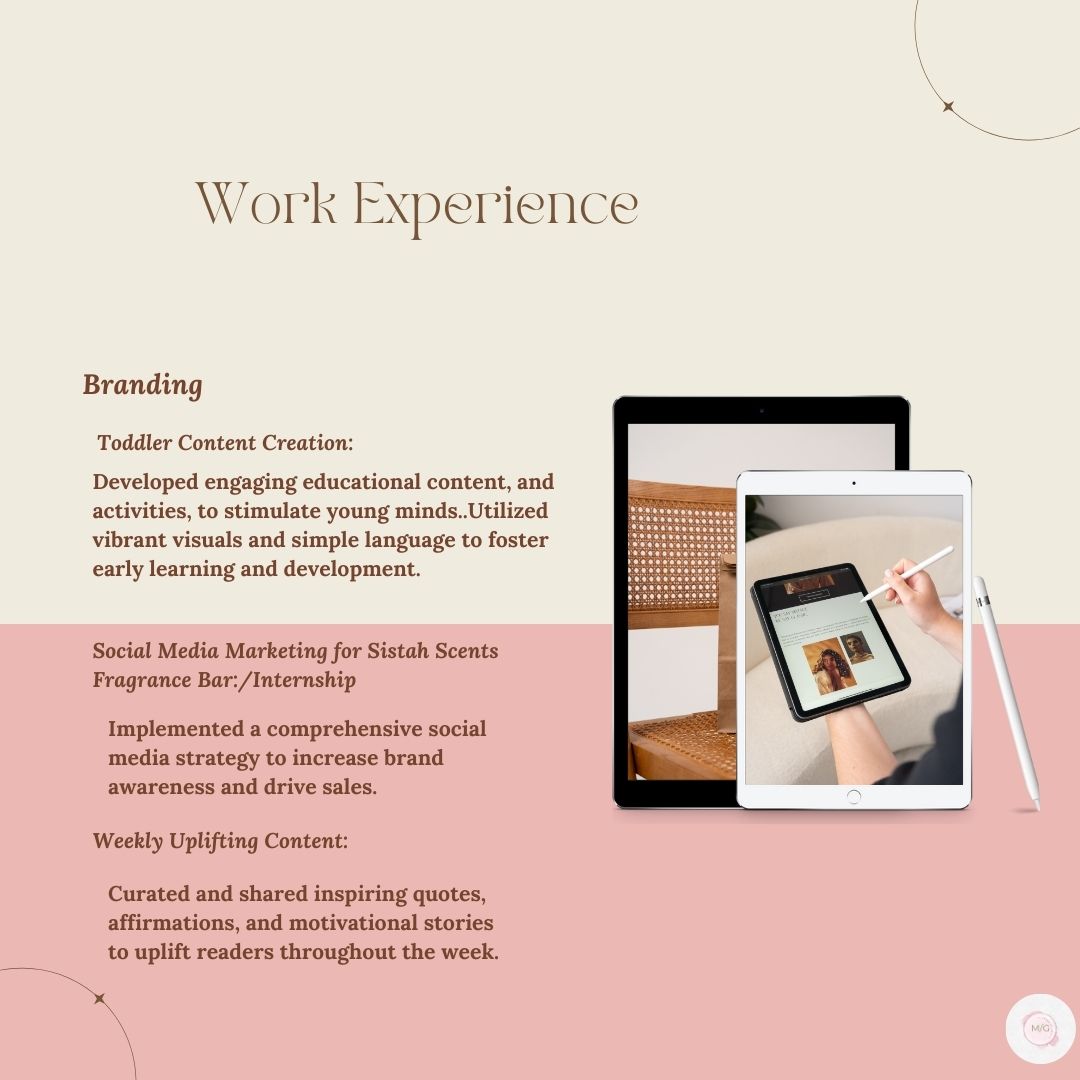 Work Experience
Branding
Toddler Content Creation:
Developed engaging educational content, and
activities, to stimulate young minds..Utilized
vibrant visuals and simple language to foster
early learning and development.
Social Media Marketing for Sistah Scents
Fragrance Bar:/Internship
Implemented a comprehensive social
media strategy to increase brand
awareness and drive sales.
Weekly Uplifting Content:
Curated and shared inspiring quotes,
affirmations, and motivational stories
to uplift readers throughout the week.
M/G